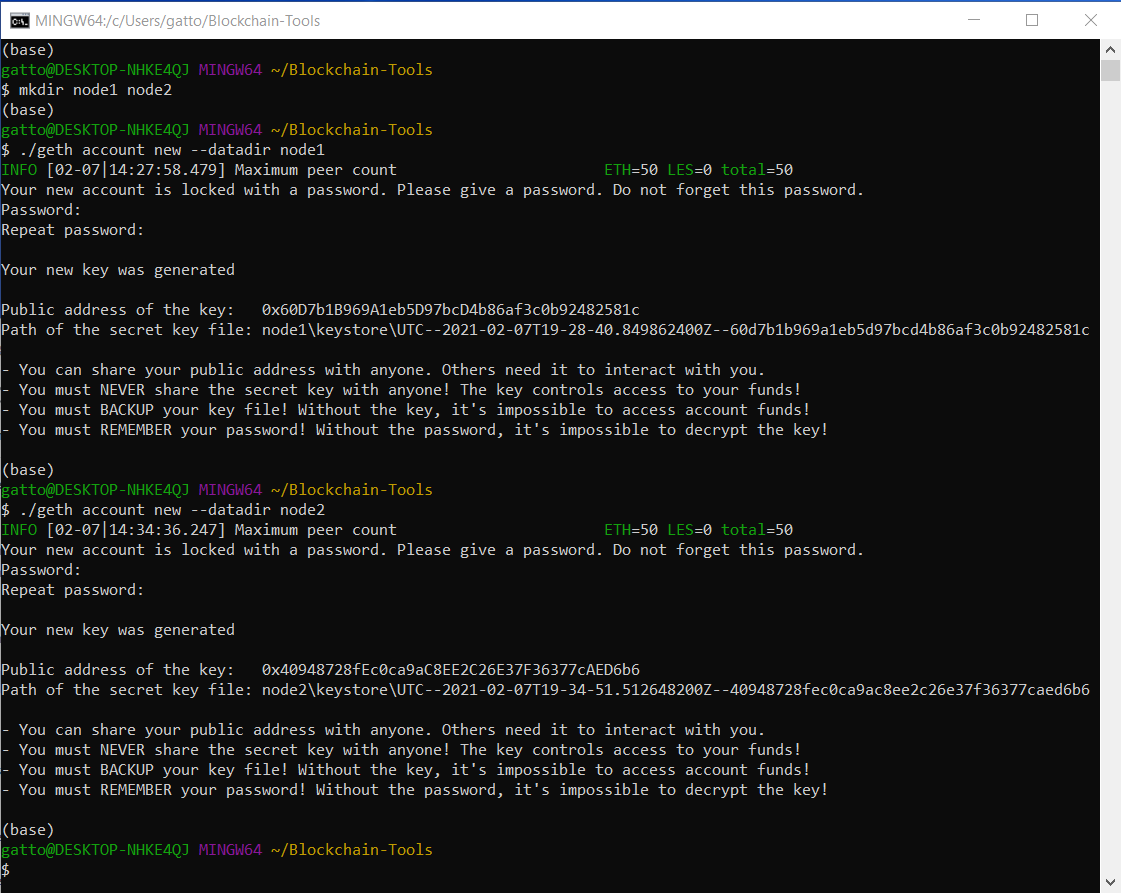 MINGW64:/c/Users/gatto/Blockchain-Tools
(base)
gatto@DESKTOP-NHKE4QJ MINGW64 ~/Blockchain-Tools
$ mkdir node1 node2
(base)
gatto@DESKTOP-NHKE4QJ MINGW64 ~/Blockchain-Tools
$ ./geth account new --datadir node1
INFO [02-07|14:27:58.479] Maximum peer count                       ETH=50 LES=0 total=50
Your new account is locked with a password. Please give a password. Do not forget this password.
Password:
Repeat password:
Your new key was generated
Public address of the key:   0x60D7b1B969A1eb5D97bcD4b86af3c0b92482581c
Path of the secret key file: node1\keystore\UTC--2021-02-07T19-28-40.849862400Z--60d7b1b969a1eb5d97bcd4b86af3c0b92482581c
- You can share your public address with anyone. Others need it to interact with you.
- You must NEVER share the secret key with anyone! The key controls access to your funds!
- You must BACKUP your key file! Without the key, it's impossible to access account funds!
- You must REMEMBER your password! Without the password, it's impossible to decrypt the key!
(base)
gatto@DESKTOP-NHKE4QJ MINGW64 ~/Blockchain-Tools
$ ./geth account new --datadir node2
INFO [02-07|14:34:36.247] Maximum peer count                       ETH=50 LES=0 total=50
Your new account is locked with a password. Please give a password. Do not forget this password.
Password:
Repeat password:
Your new key was generated
Public address of the key:   0x40948728fEc0ca9aC8EE2C26E37F36377cAED6b6
Path of the secret key file: node2\keystore\UTC--2021-02-07T19-34-51.512648200Z--40948728fec0ca9ac8ee2c26e37f36377caed6b6
- You can share your public address with anyone. Others need it to interact with you.
- You must NEVER share the secret key with anyone! The key controls access to your funds!
- You must BACKUP your key file! Without the key, it's impossible to access account funds!
- You must REMEMBER your password! Without the password, it's impossible to decrypt the key!
(base)
gatto@DESKTOP-NHKE4QJ MINGW64 ~/Blockchain-Tools
$